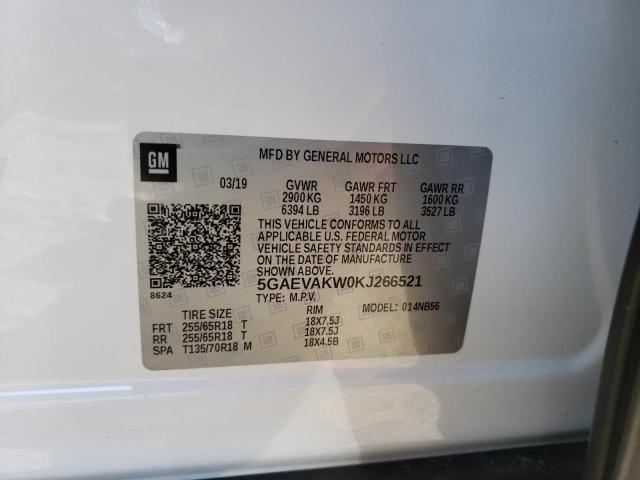 GM
MFD BY GENERAL MOTORS LLC
03/19 GVWR GAWR FRT GAWR RR
2900 KG 1450 KG 1600 KG
6394 LB 3196 LB 3527 LB
THIS VEHICLE CONFORMS TO ALL
APPLICABLE U.S. FEDERAL MOTOR
VEHICLE SAFETY STANDARDS IN EFFECT
ON THE DATE OF MANUFACTURE
SHOWN ABOVE.
8624
5GAEVAKW0KJ266521
TYPE: M.P.V. MODEL: 014NB56
TIRE SIZE RIM
FRT 255/65R18 T 18X7.5J
RR 255/65R18 T 18X7.5J
SPA T135/70R18 M 18X4.5B